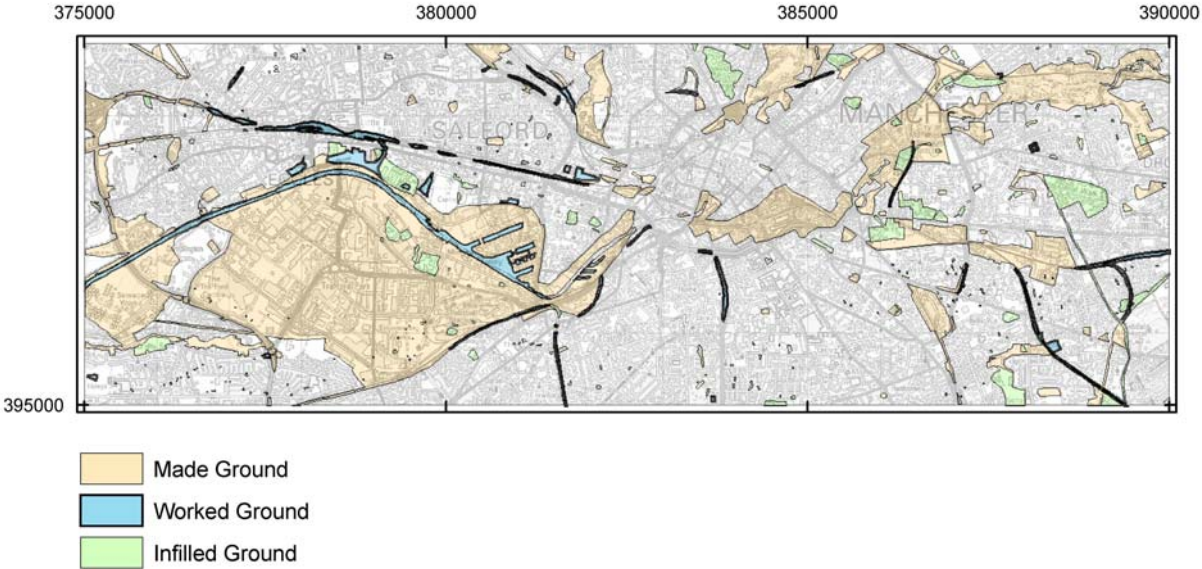 375000 380000 385000 390000
MANCHESTER
SALFORD
395000
Made Ground
Worked Ground
Infilled Ground